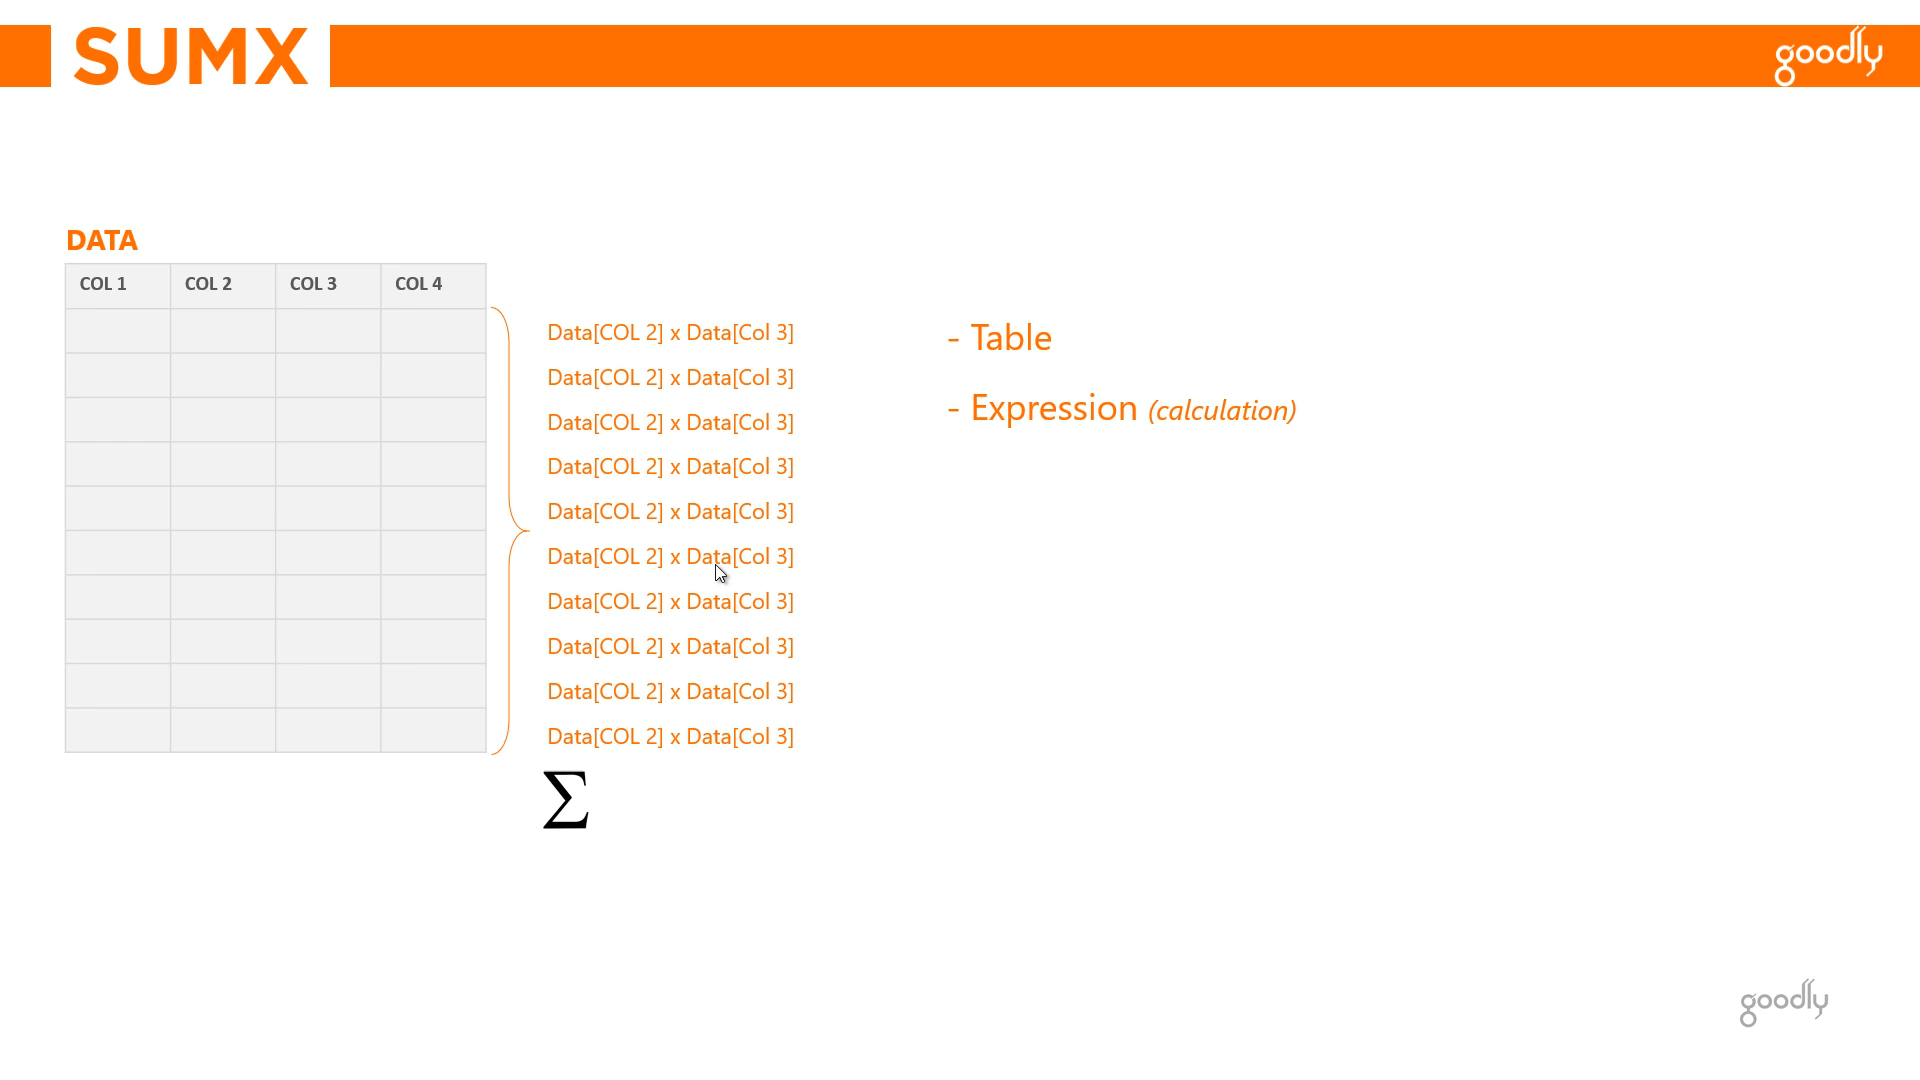 SUMX
goodly
DATA
COL 1 COL 2 COL 3 COL 4
Data[COL 2] x Data[Col 3]
Data[COL 2] x Data[Col 3]
Data[COL 2] x Data[Col 3]
Data[COL 2] x Data[Col 3]
Data[COL 2] x Data[Col 3]
Data[COL 2] x Data[Col 3]
Data[COL 2] x Data[Col 3]
Data[COL 2] x Data[Col 3]
Data[COL 2] x Data[Col 3]
Data[COL 2] x Data[Col 3]
Σ
- Table
- Expression (calculation)
goodly